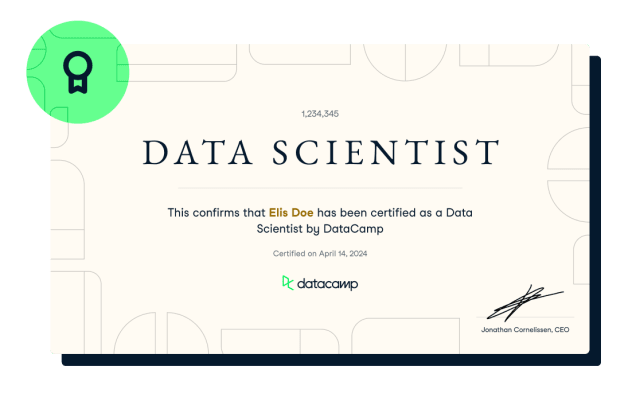 1,234,345
DATA SCIENTIST
This confirms that Elis Doe has been certified as a Data
Scientist by DataCamp
Certified on April 14, 2024
datacamp
Jonathan Cornelissen, CEO